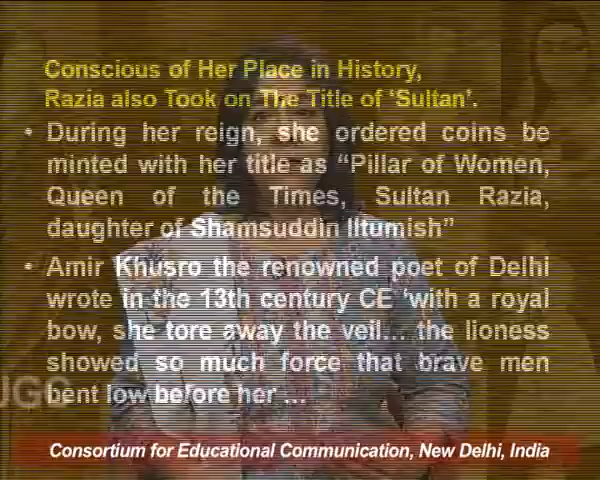 Conscious of Her Place in History,
Razia also Took on The Title of ‘Sultan’.
• During her reign, she ordered coins be
minted with her title as “Pillar of Women,
Queen of the Times, Sultan Razia,
daughter of Shamsuddin Iltumish”
• Amir Khusro the renowned poet of Delhi
wrote in the 13th century CE ‘with a royal
bow, she tore away the veil... the lioness
showed so much force that brave men
bent low before her ...
UGC
Consortium for Educational Communication, New Delhi, India